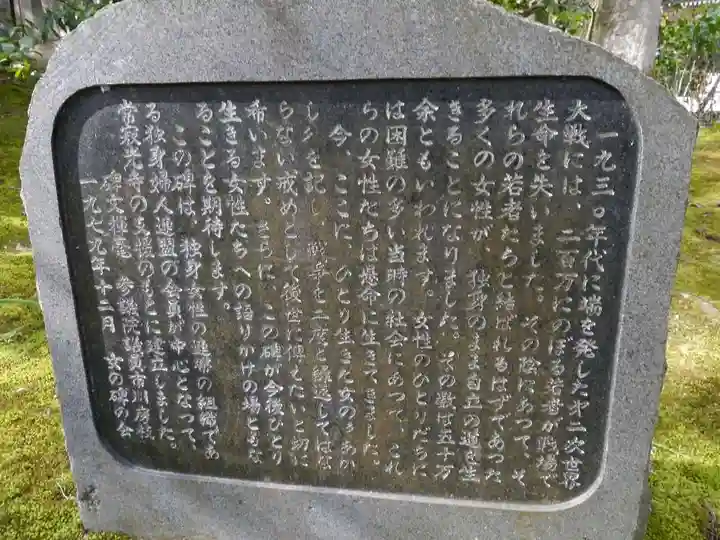 一九三〇年代に端を発した才二次世界
大戦には、二百万にのぼる若者が戦場で
生命を失いました。その陰にあって、そ
れらの若者たちと結ばれるはずであった
多くの女性が、独身のまま自立の道を生
きることになりました。その数は五十万
余ともいわれます。女性のひとりだちに
は困難の多い当時の社会にあって、これ
らの女性たちは懸命に生きてきました。
今、ここに、ひとり生きた女のあか
しを記し、戦争を二度と繰返してはな
らない戒めとして後世に伝えたいと切に
希います。さらに、この碑が今後ひとり
生きる女性たちへの語りかけの場ともな
ることを期待します。
この碑は、独身女性の連帯の組織であ
る独身婦人連盟の会員が中心となって、
常寂光寺の支援のもとに建立しました。
碑文揮毫 参議院議員市川房枝
一九七九年十二月 女の碑の会